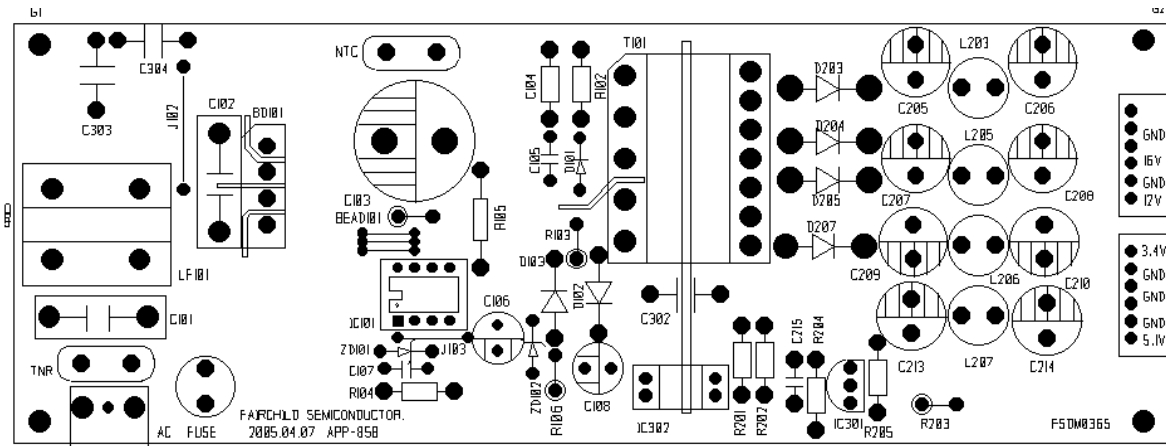 G1
G2
NTC
T101
L203
C304
C104
R102
D203
C303
J102
C102
BD101
C205
C206
GND
D204
L205
C105
D101
16V
GND
C103
R105
D205
C207
C208
12V
BEAD101
R103
D207
3.4V
D103
C209
L206
C210
GND
LF101
D102
GND
C101
IC101
C106
C302
GND
ZD101
J103
C215
R204
5.1V
TNR
C107
C213
L207
C214
R104
ZD102
R106
C108
AC
FUSE
FAIRCHILD SEMICONDUCTOR.
2005.04.07 APP-858
IC302
R201
R202
IC301
R205
R203
FSDM0365